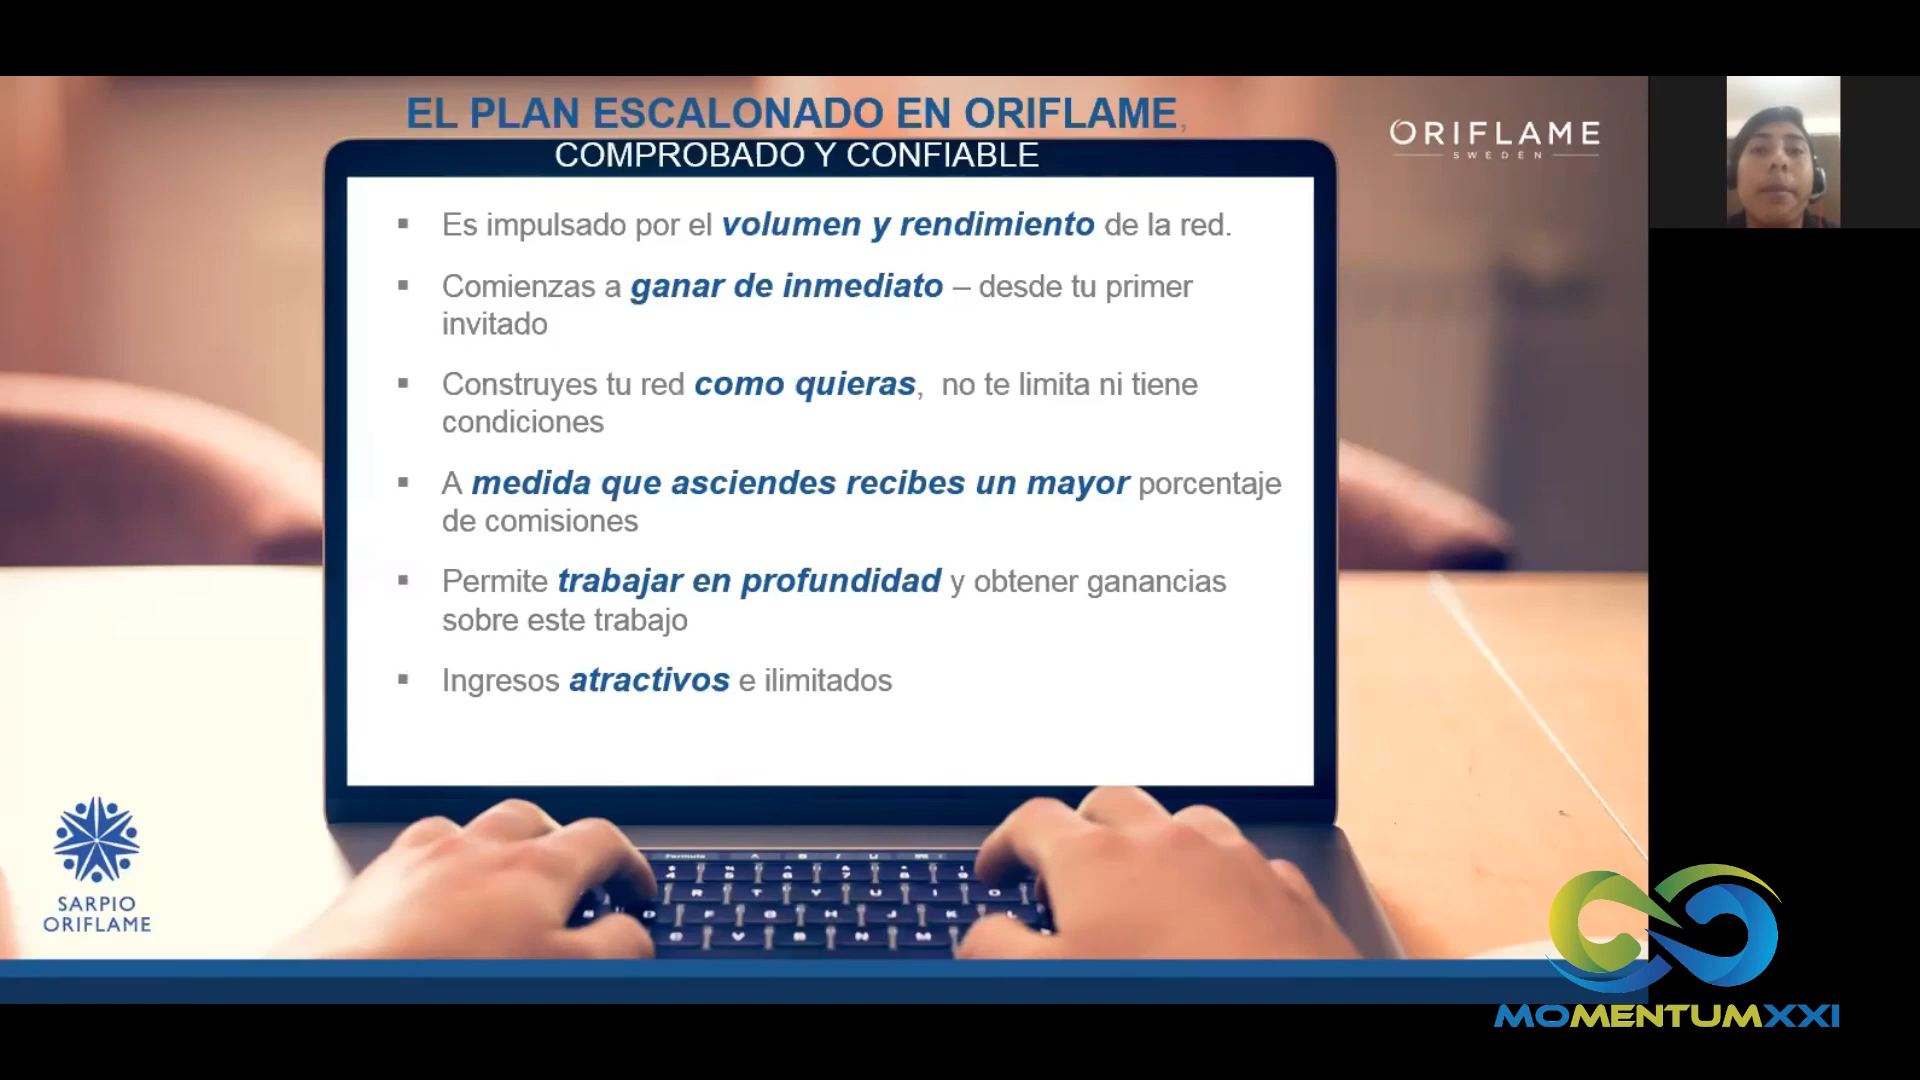 EL PLAN ESCALONADO EN ORIFLAME,
COMPROBADO Y CONFIABLE
ORIFLAME
SWEDEN
▪ Es impulsado por el volumen y rendimiento de la red.
▪ Comienzas a ganar de inmediato – desde tu primer
invitado
▪ Construyes tu red como quieras, no te limita ni tiene
condiciones
▪ A medida que asciendes recibes un mayor porcentaje
de comisiones
▪ Permite trabajar en profundidad y obtener ganancias
sobre este trabajo
▪ Ingresos atractivos e ilimitados
SARPIO
ORIFLAME
MOMENTUMXXI